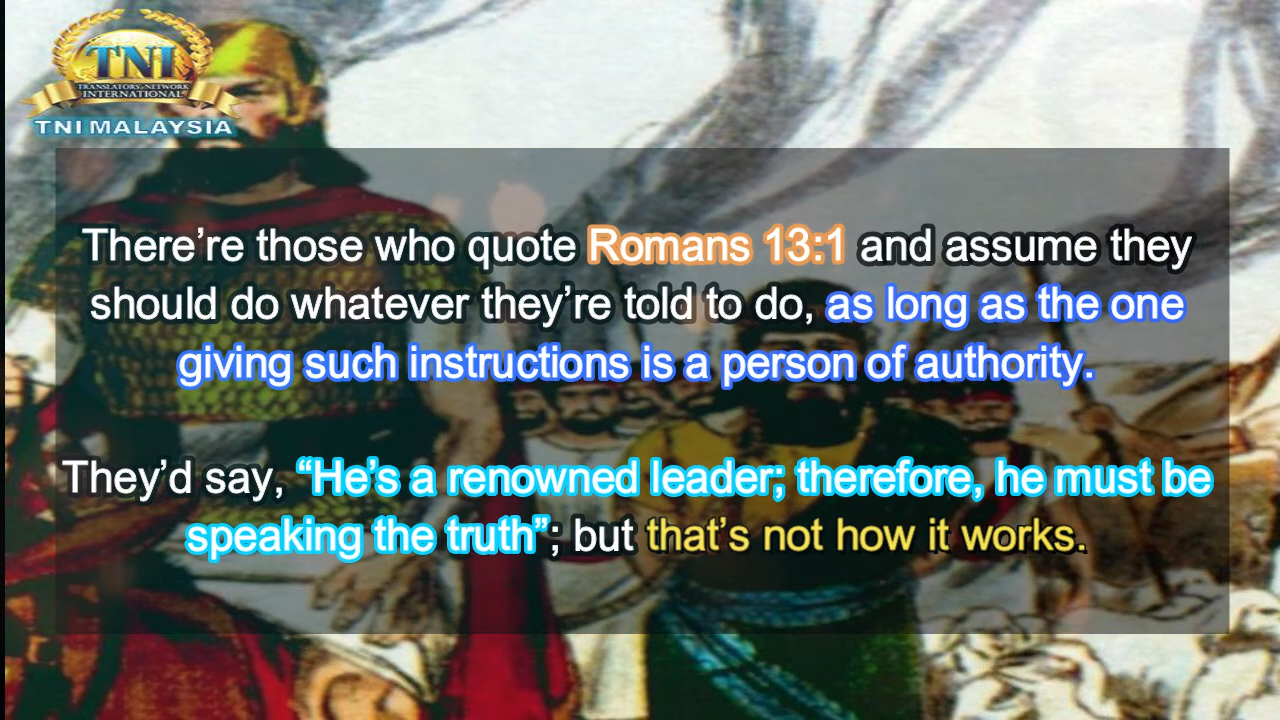 TNI
TRANSLATORS NETWORK
INTERNATIONAL
TNI MALAYSIA
There’re those who quote Romans 13:1 and assume they
should do whatever they’re told to do, as long as the one
giving such instructions is a person of authority.
They’d say, “He’s a renowned leader; therefore, he must be
speaking the truth”; but that’s not how it works.